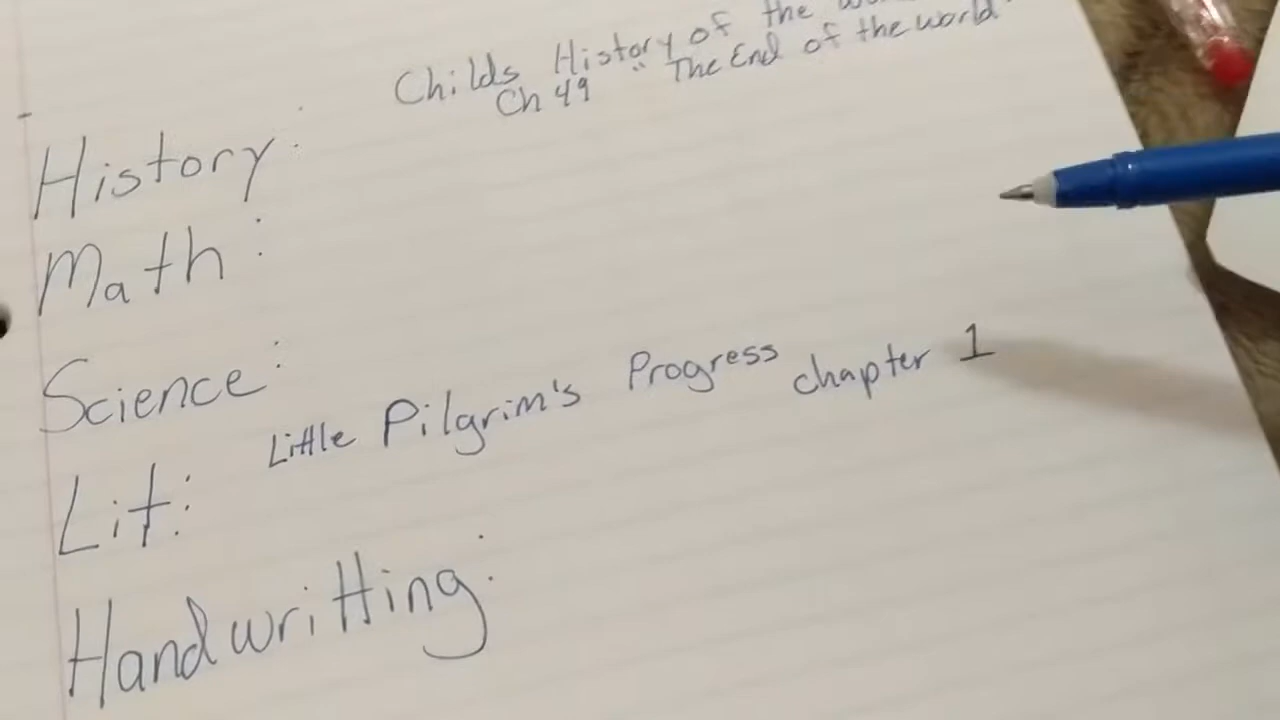 Childs History of the
Ch 49 " The End of the world"
History:
Math:
Science:
Lit: Little Pilgrim's Progress chapter 1
Handwritting: